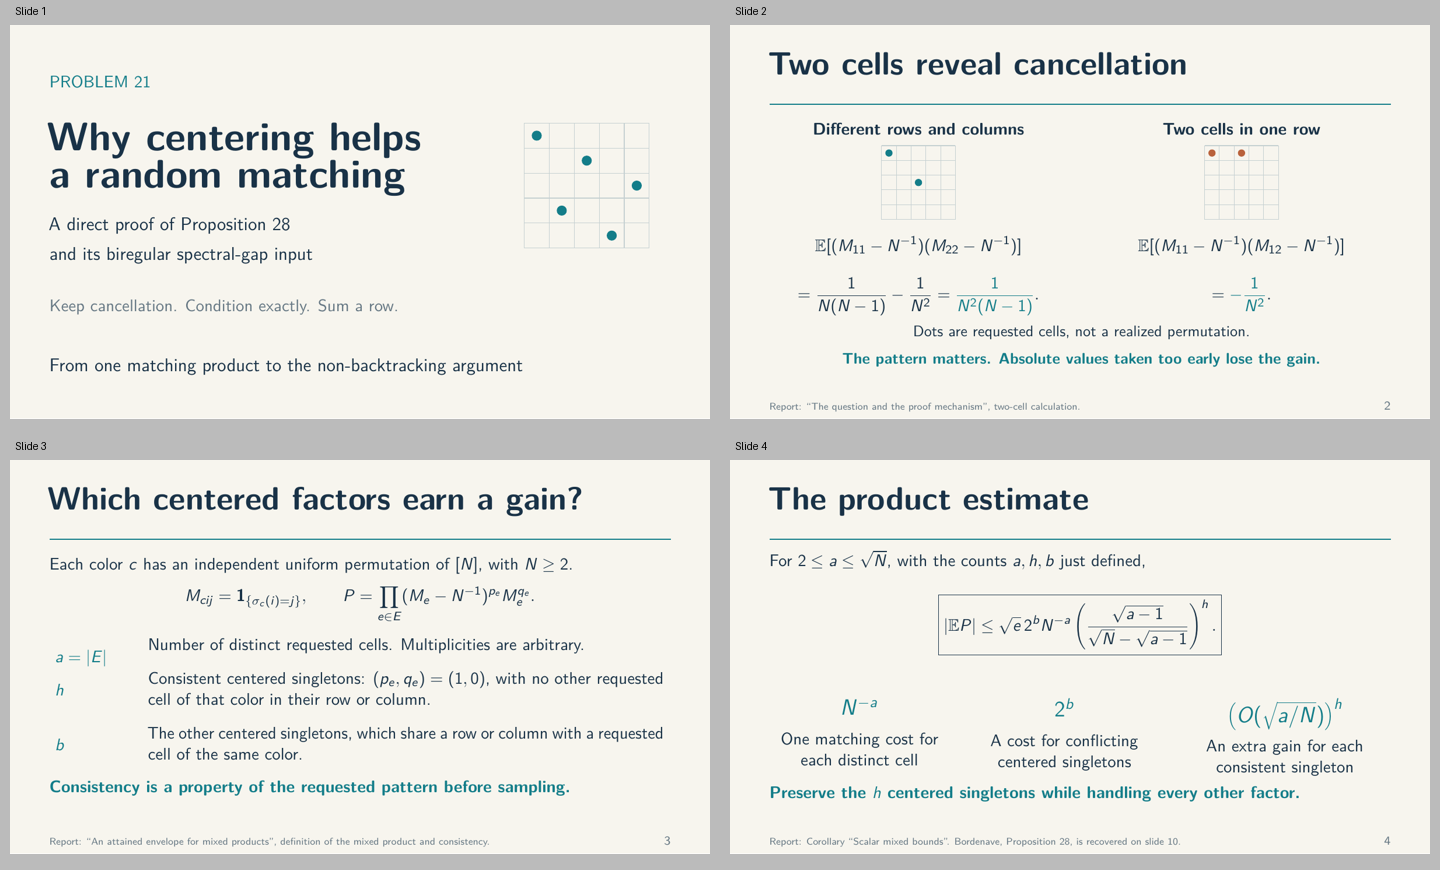 Slide 1
PROBLEM 21
Why centering helps
a random matching
A direct proof of Proposition 28
and its biregular spectral-gap input
Keep cancellation. Condition exactly. Sum a row.
From one matching product to the non-backtracking argument
Slide 2
Two cells reveal cancellation
Different rows and columns
𝔼[(M₁₁ − N⁻¹)(M₂₂ − N⁻¹)]
= 1/(N(N − 1)) − 1/N² = 1/(N²(N − 1)).
Two cells in one row
𝔼[(M₁₁ − N⁻¹)(M₁₂ − N⁻¹)]
= −1/N².
Dots are requested cells, not a realized permutation.
The pattern matters. Absolute values taken too early lose the gain.
Report: “The question and the proof mechanism”, two-cell calculation.
2
Slide 3
Which centered factors earn a gain?
Each color c has an independent uniform permutation of [N], with N ≥ 2.
M_{cij} = 𝟏_{{σ_c(i)=j}}, P = ∏_{e∈E} (M_e − N⁻¹)^{p_e} M_e^{q_e}.
a = |E|
Number of distinct requested cells. Multiplicities are arbitrary.
h
Consistent centered singletons: (p_e, q_e) = (1, 0), with no other requested
cell of that color in their row or column.
b
The other centered singletons, which share a row or column with a requested
cell of the same color.
Consistency is a property of the requested pattern before sampling.
Report: “An attained envelope for mixed products”, definition of the mixed product and consistency.
3
Slide 4
The product estimate
For 2 ≤ a ≤ √N, with the counts a, h, b just defined,
|𝔼P| ≤ √e 2^b N^{−a} (√(a − 1)/(√N − √(a − 1)))^h.
N^{−a}
One matching cost for
each distinct cell
2^b
A cost for conflicting
centered singletons
(O(√(a/N)))^h
An extra gain for each
consistent singleton
Preserve the h centered singletons while handling every other factor.
Report: Corollary “Scalar mixed bounds”. Bordenave, Proposition 28, is recovered on slide 10.
4